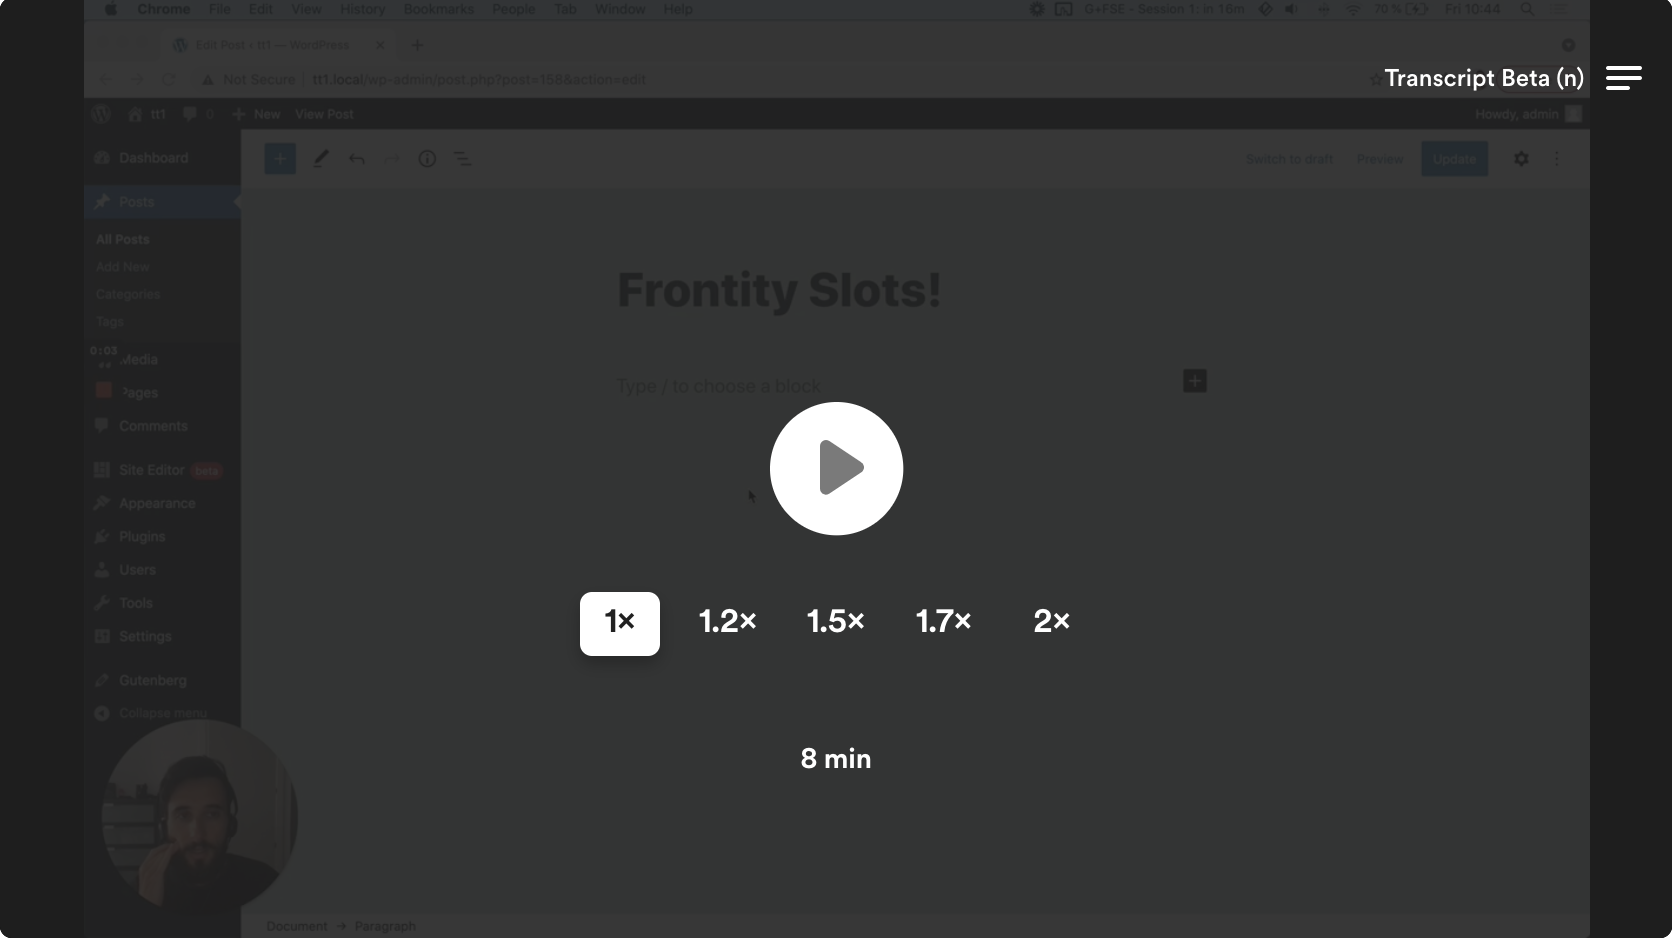 Chrome File Edit View History Bookmarks People Tab Window Help G+FSE - Session 1: in 16m 70 % Fri 10:44
Edit Post ‹ tt1 — WordPress
Not Secure tt1.local/wp-admin/post.php?post=158&action=edit
Transcript Beta (n)
tt1 0 New View Post Howdy, admin
Dashboard
Switch to draft Preview Update
Posts
All Posts
Add New
Categories
Tags
Frontity Slots!
0:03
Media
Pages
Type / to choose a block
Comments
Site Editor beta
Appearance
Plugins
Users
Tools
Settings
Gutenberg
Collapse menu
1× 1.2× 1.5× 1.7× 2×
8 min
Document → Paragraph